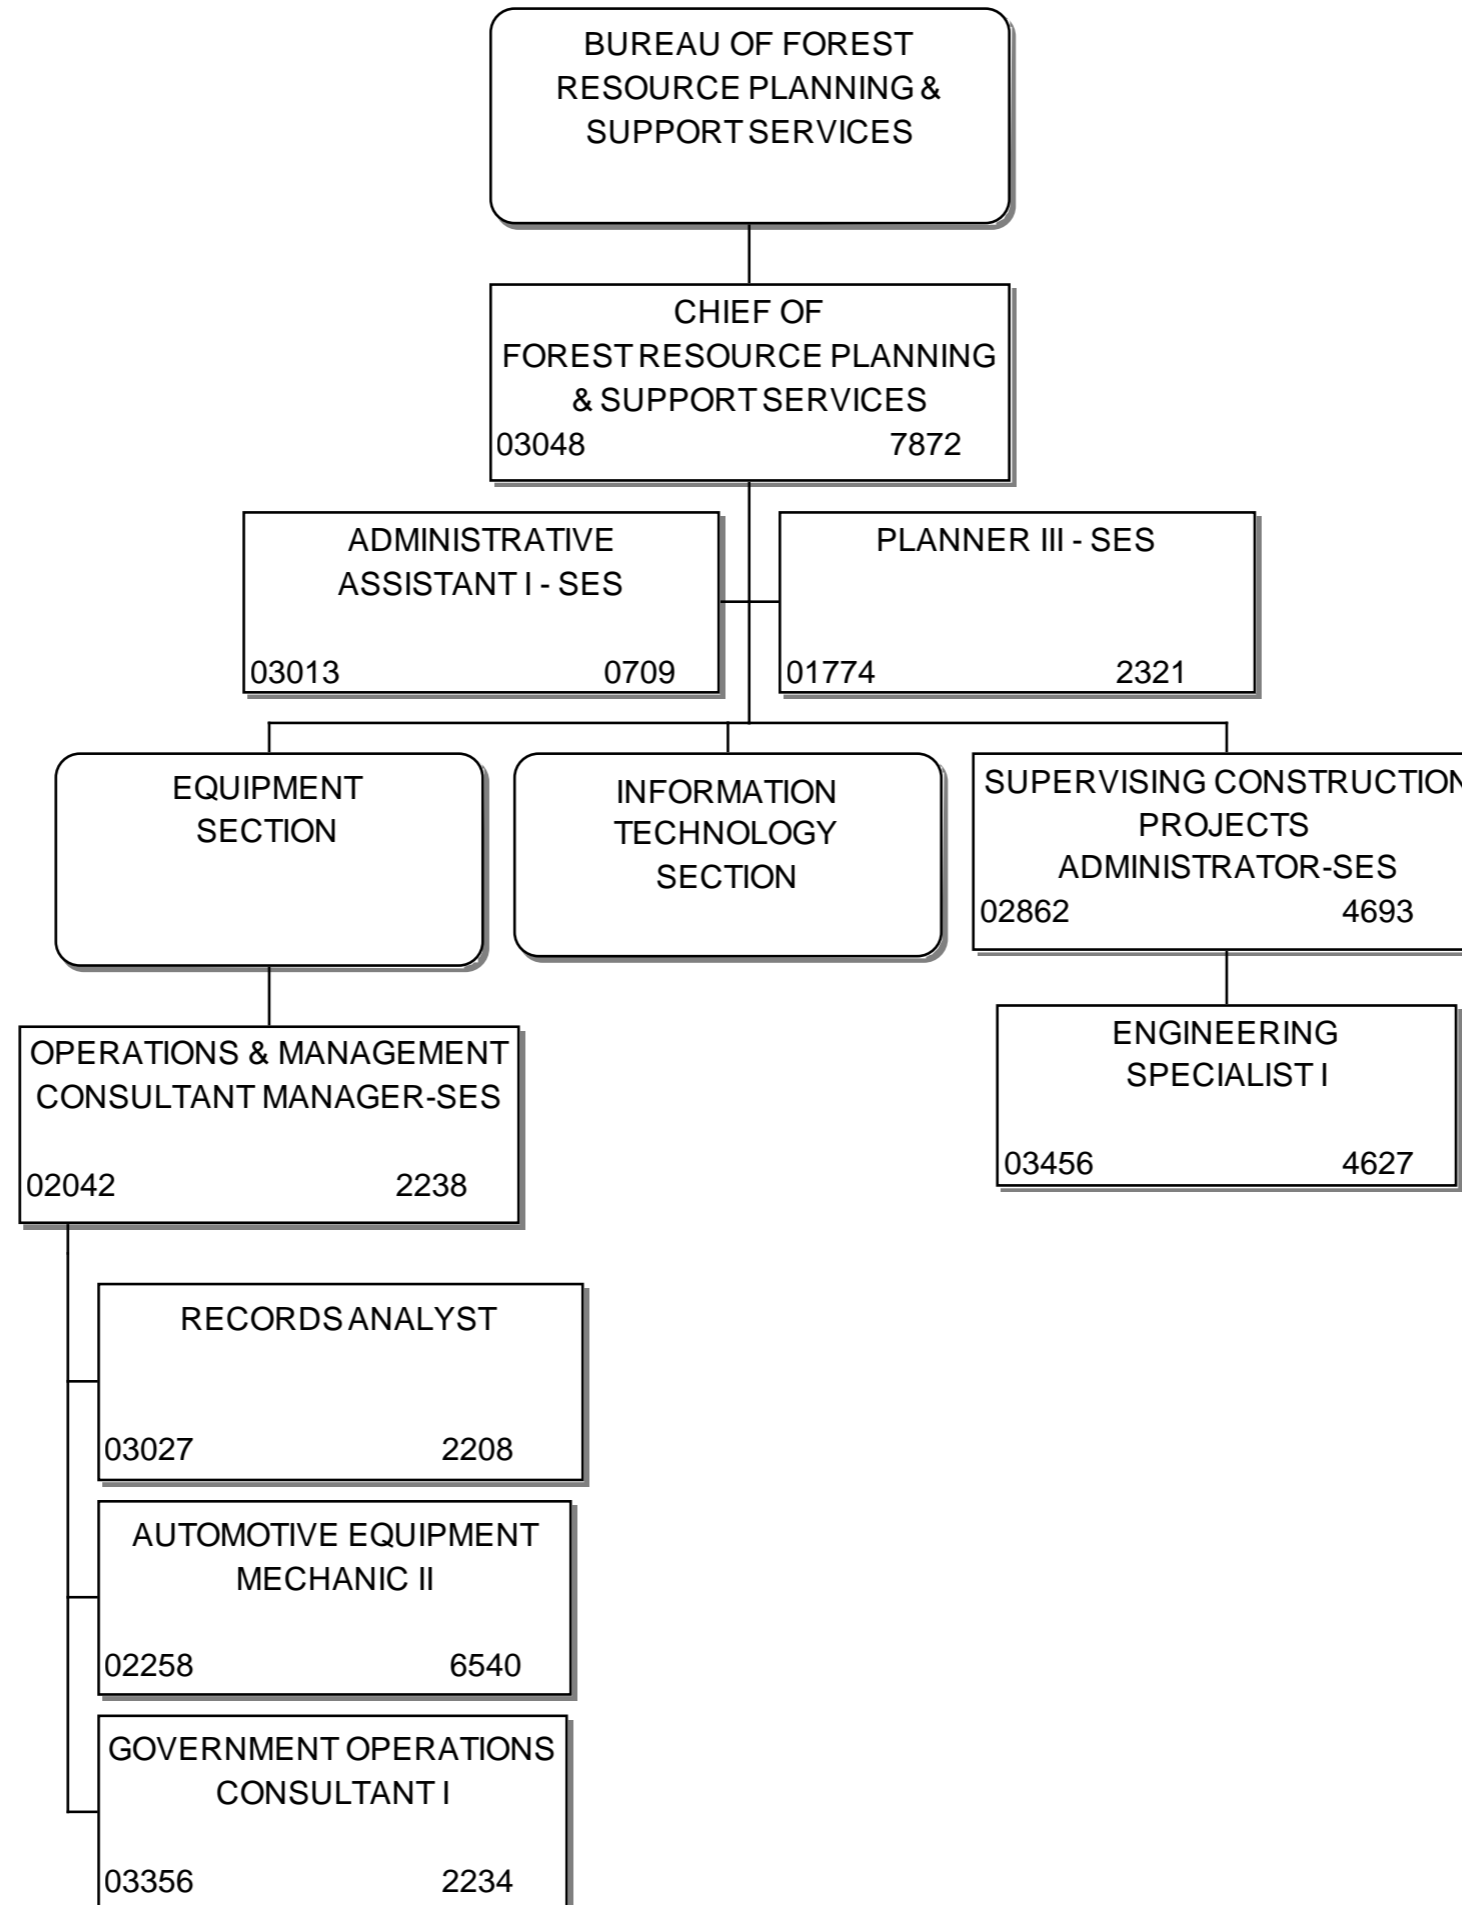 BUREAU OF FOREST
RESOURCE PLANNING &
SUPPORT SERVICES
CHIEF OF
FOREST RESOURCE PLANNING
& SUPPORT SERVICES
03048 7872
ADMINISTRATIVE
ASSISTANT I - SES
03013 0709
PLANNER III - SES
01774 2321
EQUIPMENT
SECTION
INFORMATION
TECHNOLOGY
SECTION
SUPERVISING CONSTRUCTION
PROJECTS
ADMINISTRATOR-SES
02862 4693
OPERATIONS & MANAGEMENT
CONSULTANT MANAGER-SES
02042 2238
ENGINEERING
SPECIALIST I
03456 4627
RECORDS ANALYST
03027 2208
AUTOMOTIVE EQUIPMENT
MECHANIC II
02258 6540
GOVERNMENT OPERATIONS
CONSULTANT I
03356 2234